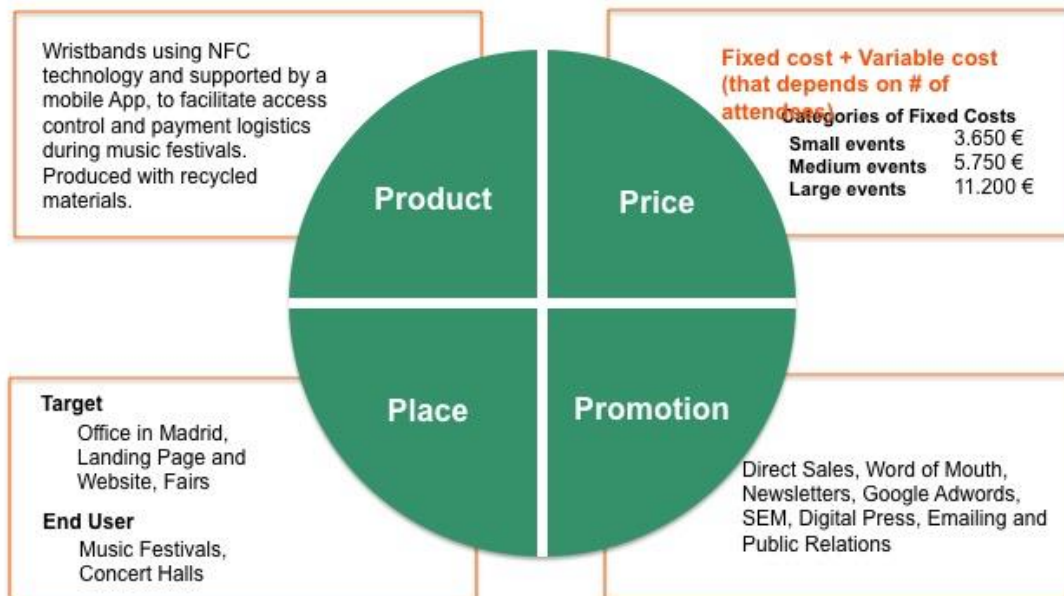 Wristbands using NFC
technology and supported by a
mobile App, to facilitate access
control and payment logistics
during music festivals.
Produced with recycled
materials.
Product
Price
Fixed cost + Variable cost
(that depends on # of
attendees)
Categories of Fixed Costs
Small events 3.650 €
Medium events 5.750 €
Large events 11.200 €
Place
Promotion
Target
Office in Madrid,
Landing Page and
Website, Fairs
End User
Music Festivals,
Concert Halls
Direct Sales, Word of Mouth,
Newsletters, Google Adwords,
SEM, Digital Press, Emailing and
Public Relations